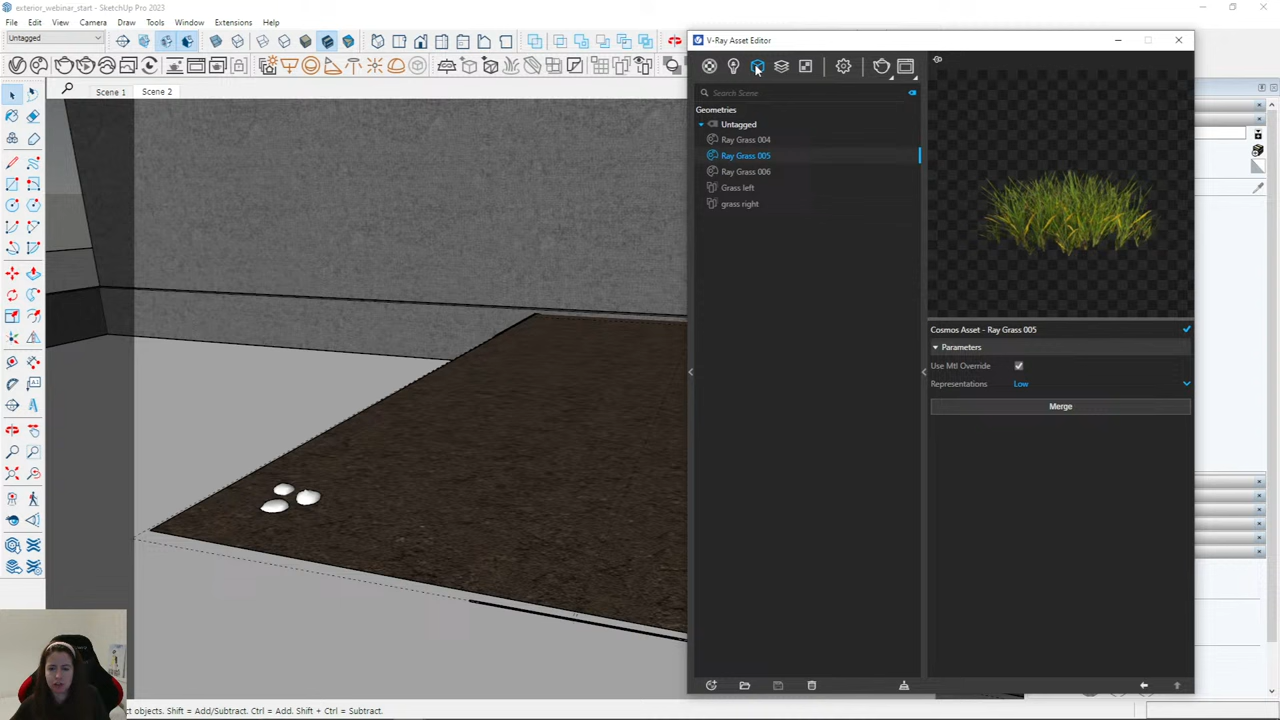 exterior_webinar_start - SketchUp Pro 2023
File Edit View Camera Draw Tools Window Extensions Help
Untagged
Scene 1 Scene 2
V-Ray Asset Editor
Search Scene
Geometries
Untagged
Ray Grass 004
Ray Grass 005
Ray Grass 006
Grass left
grass right
Cosmos Asset - Ray Grass 005
Parameters
Use Mtl Override
Representations Low
Merge
ct objects. Shift = Add/Subtract. Ctrl = Add. Shift + Ctrl = Subtract.